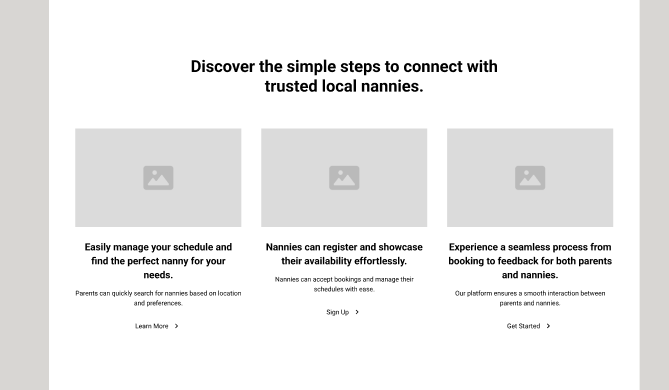 Discover the simple steps to connect with
trusted local nannies.
Easily manage your schedule and
find the perfect nanny for your
needs.
Parents can quickly search for nannies based on location
and preferences.
Learn More
Nannies can register and showcase
their availability effortlessly.
Nannies can accept bookings and manage their
schedules with ease.
Sign Up
Experience a seamless process from
booking to feedback for both parents
and nannies.
Our platform ensures a smooth interaction between
parents and nannies.
Get Started